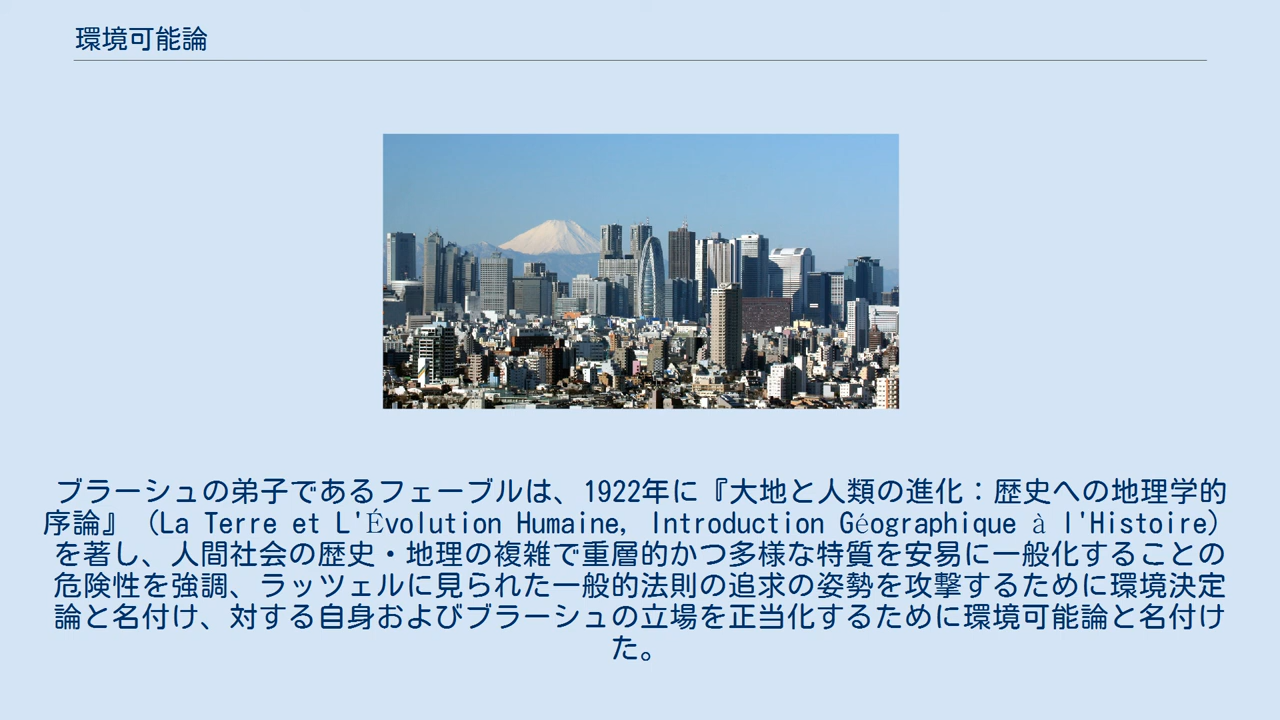 環境可能論
ブラーシュの弟子であるフェーブルは、1922年に『大地と人類の進化：歴史への地理学的
序論』（La Terre et L'Évolution Humaine, Introduction Géographique à l'Histoire）
を著し、人間社会の歴史・地理の複雑で重層的かつ多様な特質を安易に一般化することの
危険性を強調、ラッツェルに見られた一般的法則の追求の姿勢を攻撃するために環境決定
論と名付け、対する自身およびブラーシュの立場を正当化するために環境可能論と名付け
た。